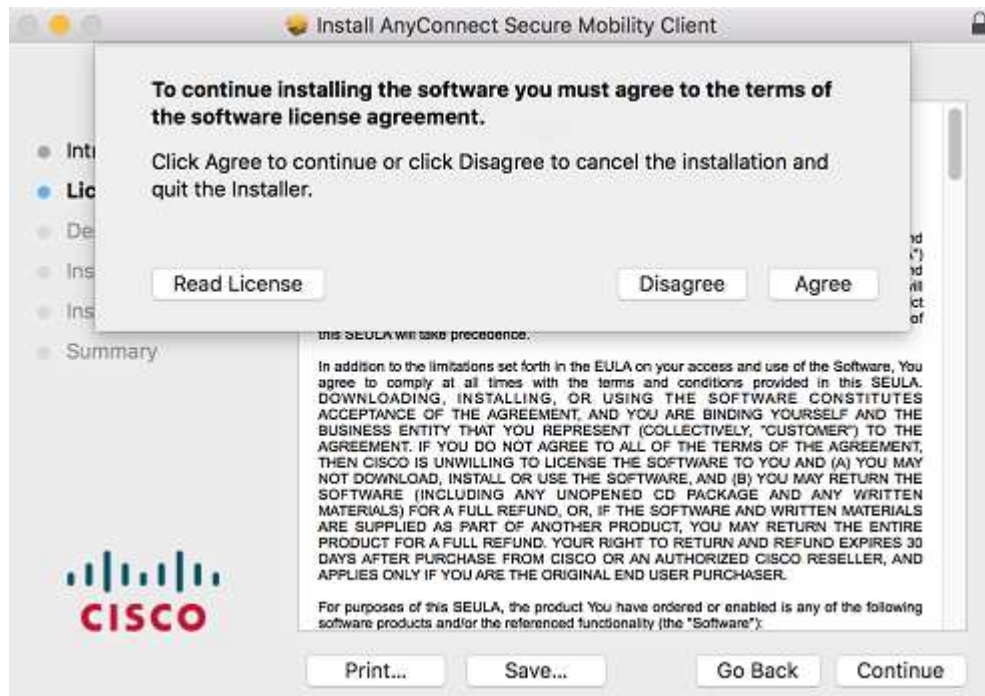 Install AnyConnect Secure Mobility Client
To continue installing the software you must agree to the terms of
the software license agreement.
Click Agree to continue or click Disagree to cancel the installation and
quit the Installer.
Read License
Disagree
Agree
Lic
De
Ins
Ins
Summary
this SEULA will take precedence.
In addition to the limitations set forth in the EULA on your access and use of the Software, You
agree to comply at all times with the terms and conditions provided in this SEULA.
DOWNLOADING, INSTALLING, OR USING THE SOFTWARE CONSTITUTES
ACCEPTANCE OF THE AGREEMENT, AND YOU ARE BINDING YOURSELF AND THE
BUSINESS ENTITY THAT YOU REPRESENT (COLLECTIVELY, "CUSTOMER") TO THE
AGREEMENT. IF YOU DO NOT AGREE TO ALL OF THE TERMS OF THE AGREEMENT,
THEN CISCO IS UNWILLING TO LICENSE THE SOFTWARE TO YOU AND (A) YOU MAY
NOT DOWNLOAD, INSTALL OR USE THE SOFTWARE, AND (B) YOU MAY RETURN THE
SOFTWARE (INCLUDING ANY UNOPENED CD PACKAGE AND ANY WRITTEN
MATERIALS) FOR A FULL REFUND, OR, IF THE SOFTWARE AND WRITTEN MATERIALS
ARE SUPPLIED AS PART OF ANOTHER PRODUCT, YOU MAY RETURN THE ENTIRE
PRODUCT FOR A FULL REFUND. YOUR RIGHT TO RETURN AND REFUND EXPIRES 30
DAYS AFTER PURCHASE FROM CISCO OR AN AUTHORIZED CISCO RESELLER, AND
APPLIES ONLY IF YOU ARE THE ORIGINAL END USER PURCHASER.
For purposes of this SEULA, the product You have ordered or enabled is any of the following
software products and/or the referenced functionality (the "Software"):
CISCO
Print...
Save...
Go Back
Continue